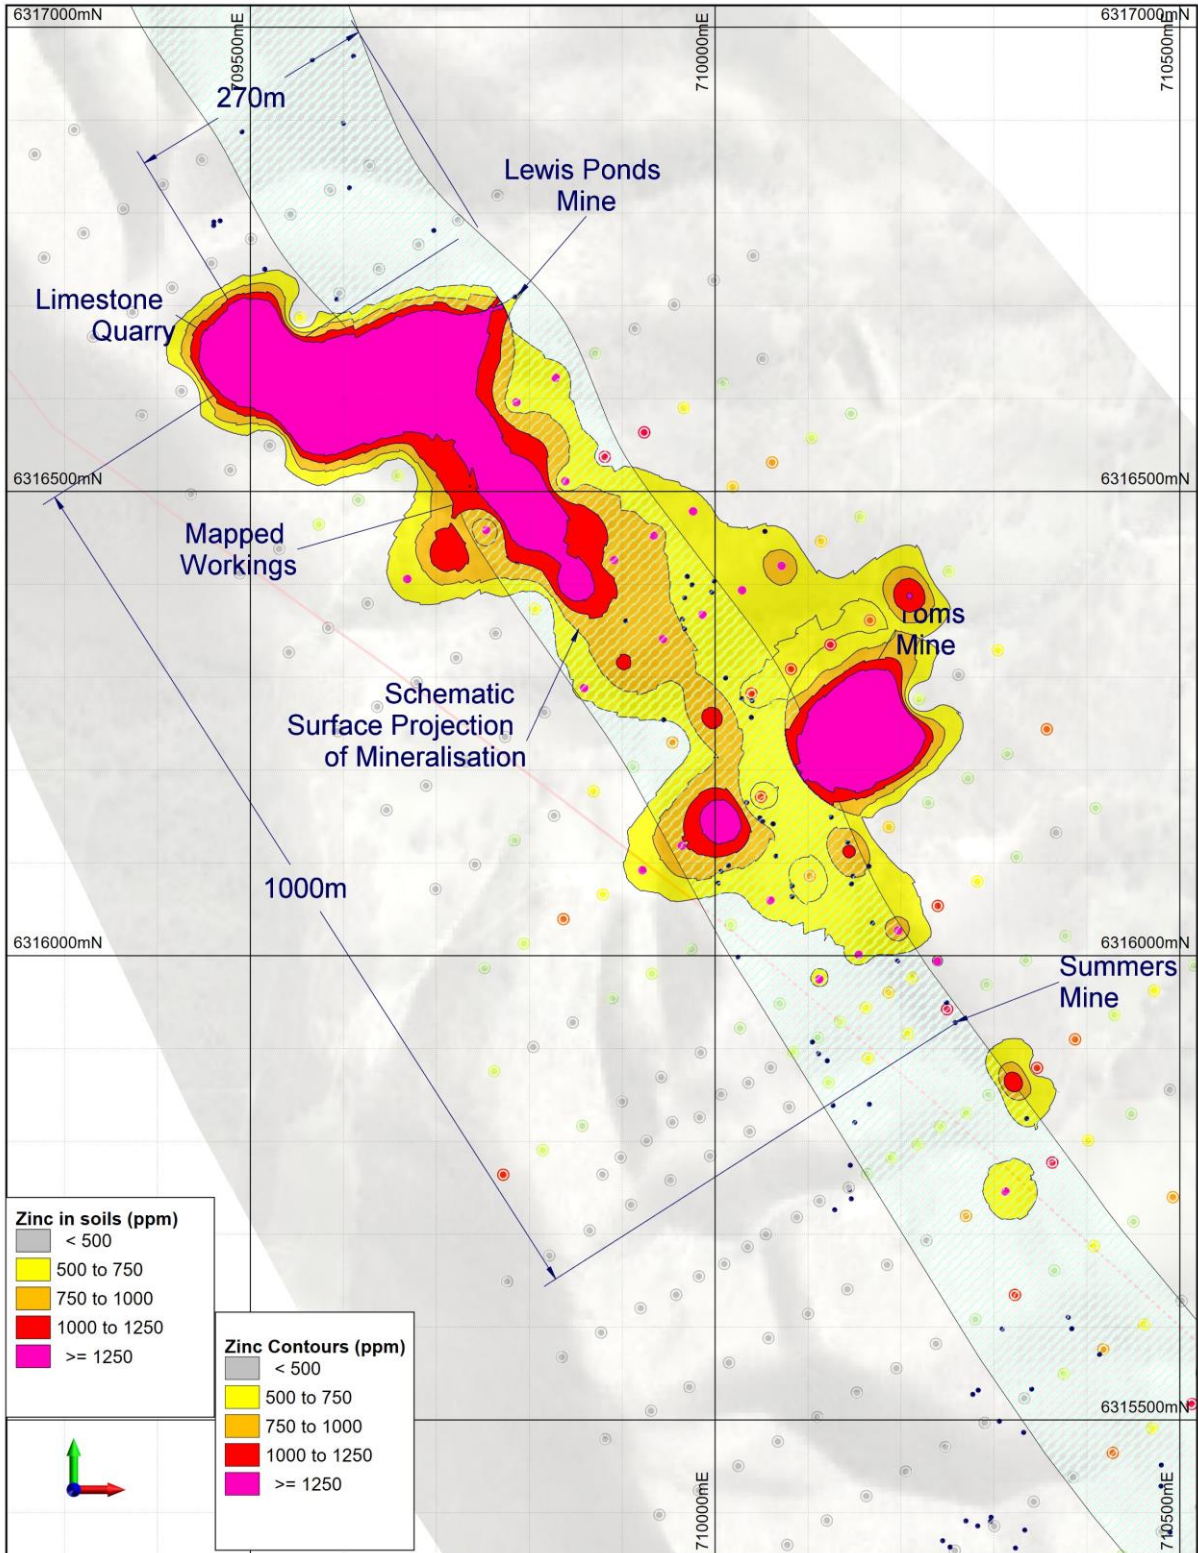 6317000mN
6317000mN
709500mE
710000mE
710500mE
270m
Lewis Ponds
Mine
Limestone
Quarry
6316500mN
6316500mN
Mapped
Workings
Toms
Mine
Schematic
Surface Projection
of Mineralisation
1000m
6316000mN
6316000mN
Summers
Mine
Zinc in soils (ppm)
< 500
500 to 750
750 to 1000
1000 to 1250
>= 1250
Zinc Contours (ppm)
< 500
500 to 750
750 to 1000
1000 to 1250
>= 1250
6315500mN
710000mE
710500mE